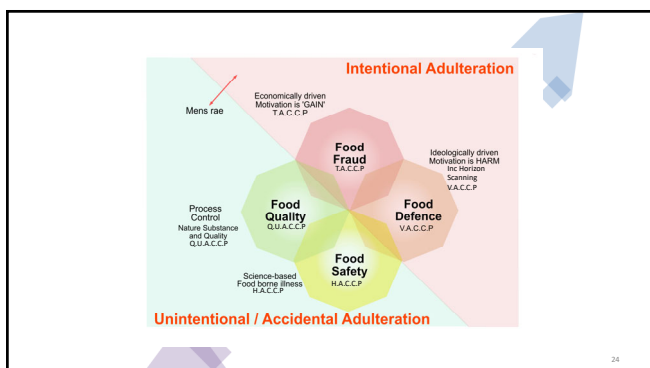 Intentional Adulteration
Economically driven
Motivation is 'GAIN'
T.A.C.C.P
Mens rae
Food
Fraud
T.A.C.C.P
Ideologically driven
Motivation is HARM
Inc Horizon
Scanning
V.A.C.C.P
Process
Control
Nature Substance
and Quality
Q.U.A.C.C.P
Food
Quality
Q.U.A.C.C.P
Food
Defence
V.A.C.C.P
Food
Safety
H.A.C.C.P
Science-based
Food borne illness
H.A.C.C.P
Unintentional / Accidental Adulteration
24